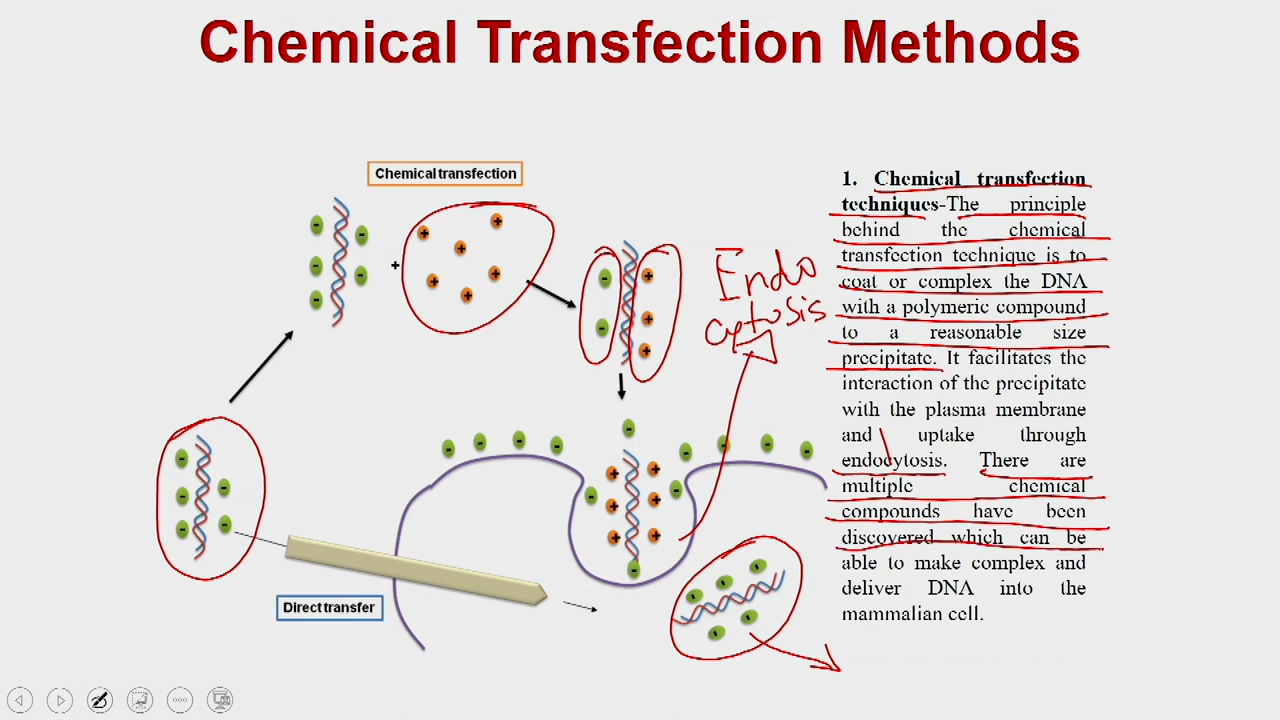 Chemical Transfection Methods
Chemical transfection
+
Endo
cytosis
Direct transfer
1. Chemical transfection
techniques-The principle
behind the chemical
transfection technique is to
coat or complex the DNA
with a polymeric compound
to a reasonable size
precipitate. It facilitates the
interaction of the precipitate
with the plasma membrane
and uptake through
endocytosis. There are
multiple chemical
compounds have been
discovered which can be
able to make complex and
deliver DNA into the
mammalian cell.